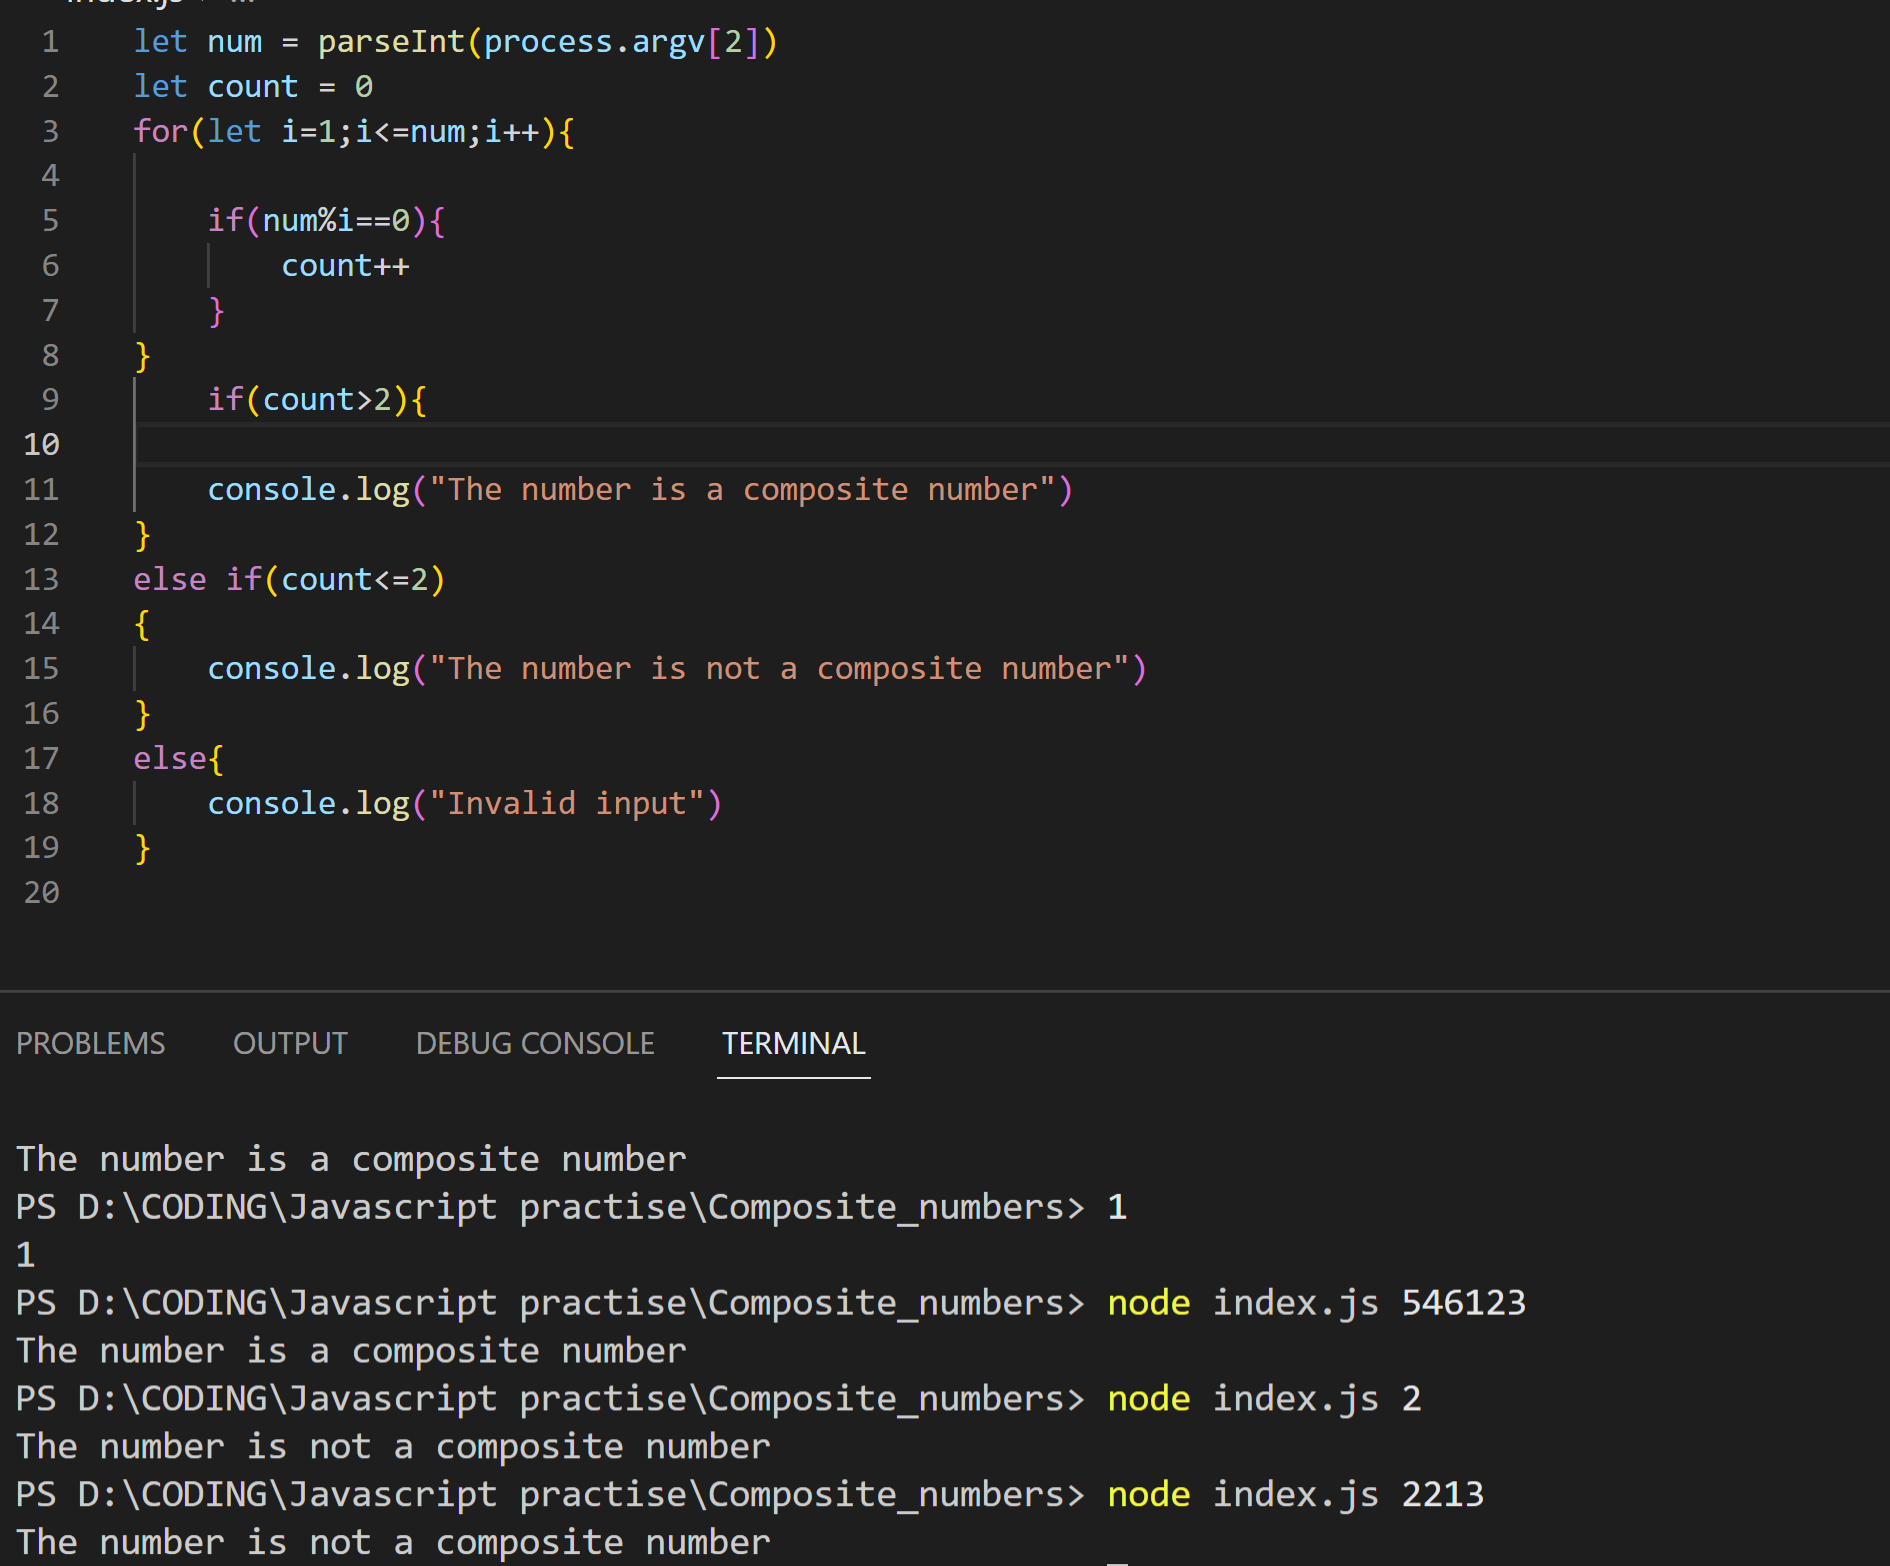 index.js > ...
1 let num = parseInt(process.argv[2])
2 let count = 0
3 for(let i=1;i<=num;i++){
4
5 if(num%i==0){
6 count++
7 }
8 }
9 if(count>2){
10
11 console.log("The number is a composite number")
12 }
13 else if(count<=2)
14 {
15 console.log("The number is not a composite number")
16 }
17 else{
18 console.log("Invalid input")
19 }
20
PROBLEMS OUTPUT DEBUG CONSOLE TERMINAL
The number is a composite number
PS D:\CODING\Javascript practise\Composite_numbers> 1
1
PS D:\CODING\Javascript practise\Composite_numbers> node index.js 546123
The number is a composite number
PS D:\CODING\Javascript practise\Composite_numbers> node index.js 2
The number is not a composite number
PS D:\CODING\Javascript practise\Composite_numbers> node index.js 2213
The number is not a composite number